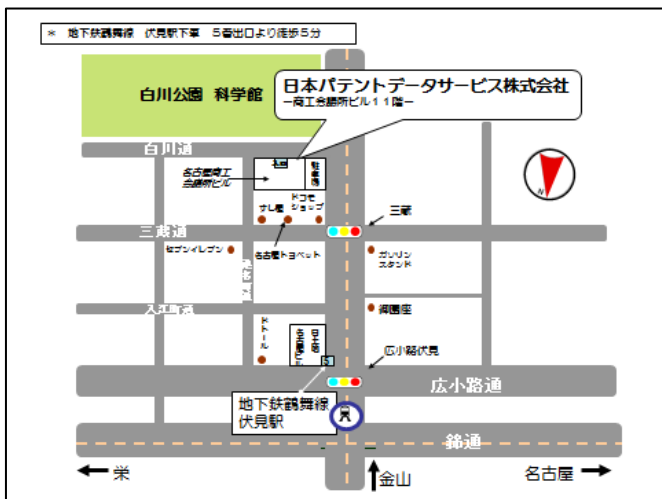 * 地下鉄鶴舞線 伏見駅下車 5番出口より徒歩5分
白川公園 科学館
日本パテントデータサービス株式会社
-商工会議所ビル11階-
白川通
名古屋商工
会議所ビル
駐車場
すし屋
ドコモ
ショップ
三蔵
三蔵通
セブンイレブン
名古屋トヨペット
ガソリン
スタンド
N
入江町通
ドトール
御園座
5
広小路伏見
広小路通
地下鉄鶴舞線
伏見駅
錦通
栄
金山
名古屋